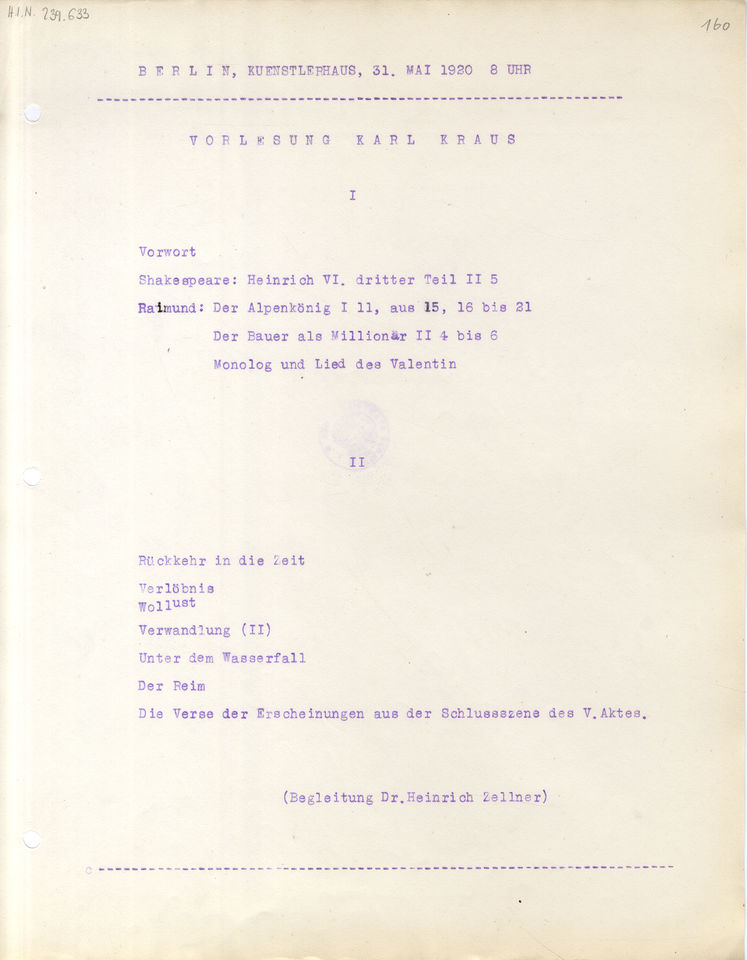 H.I.N. 239.633
160
B E R L I N, KUENSTLERHAUS, 31. MAI 1920 8 UHR
V O R L E S U N G K A R L K R A U S
I
Vorwort
Shakespeare: Heinrich VI. dritter Teil II 5
Raimund: Der Alpenkönig I 11, aus 15, 16 bis 21
Der Bauer als Millionär II 4 bis 6
Monolog und Lied des Valentin
II
Rückkehr in die Zeit
Verlöbnis
Wollust
Verwandlung (II)
Unter dem Wasserfall
Der Reim
Die Verse der Erscheinungen aus der Schlussszene des V.Aktes.
(Begleitung Dr.Heinrich Zellner)